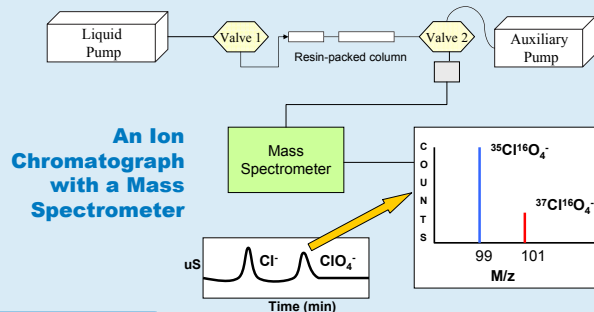 Liquid
Pump
Valve 1
Resin-packed column
Valve 2
Auxiliary
Pump
An Ion
Chromatograph
with a Mass
Spectrometer
Mass
Spectrometer
COUNTS
³⁵Cl¹⁶O₄⁻
³⁷Cl¹⁶O₄⁻
99 101
M/z
uS
Cl⁻
ClO₄⁻
Time (min)